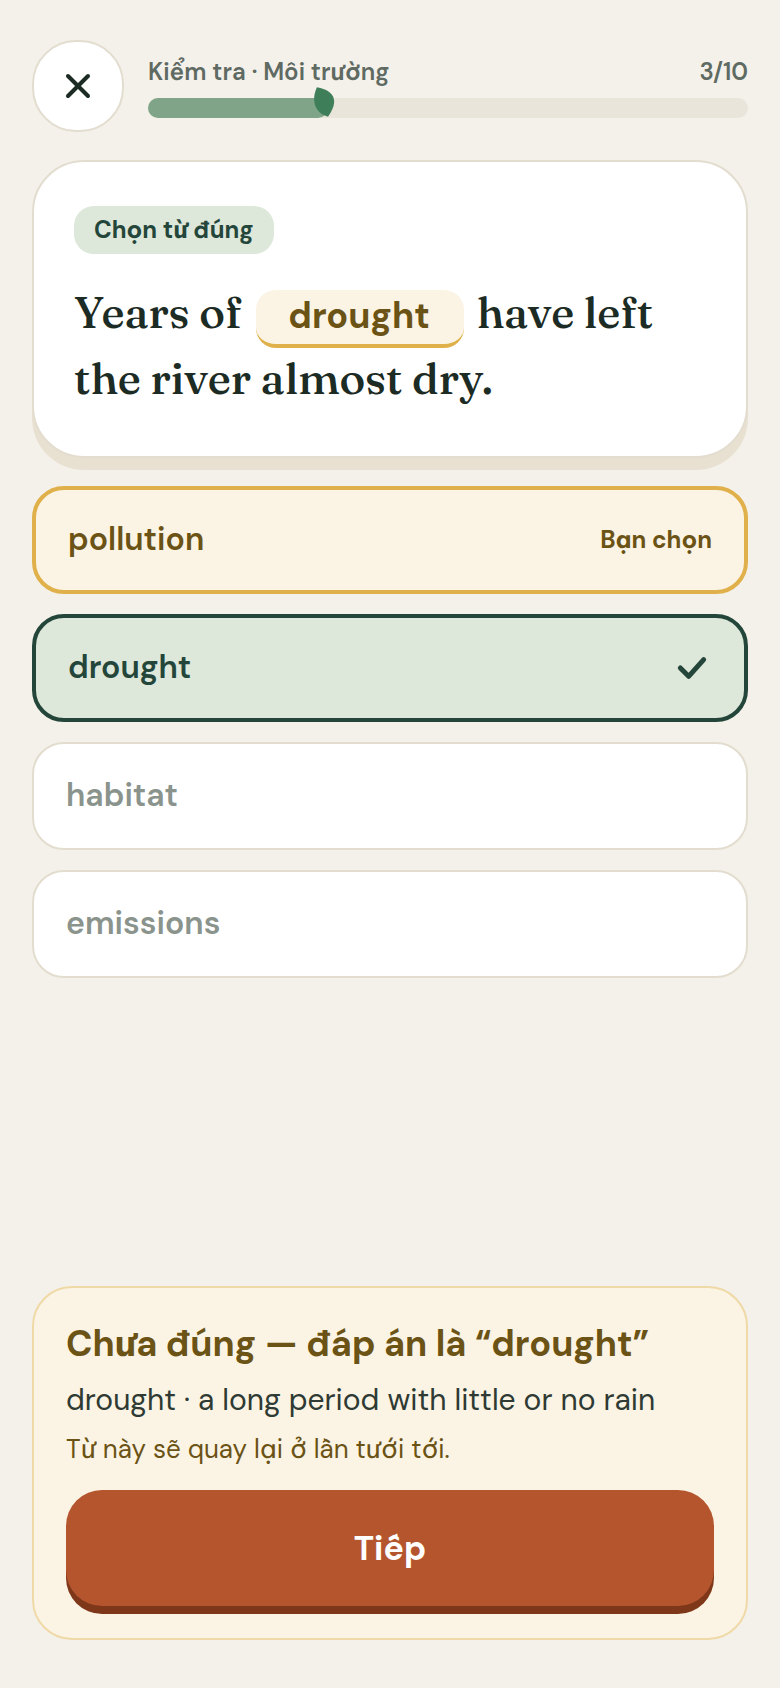 Kiểm tra · Môi trường
3/10
Chọn từ đúng
Years of drought have left
the river almost dry.
pollution
Bạn chọn
drought
habitat
emissions
Chưa đúng — đáp án là “drought”
drought · a long period with little or no rain
Từ này sẽ quay lại ở lần tưới tới.
Tiếp